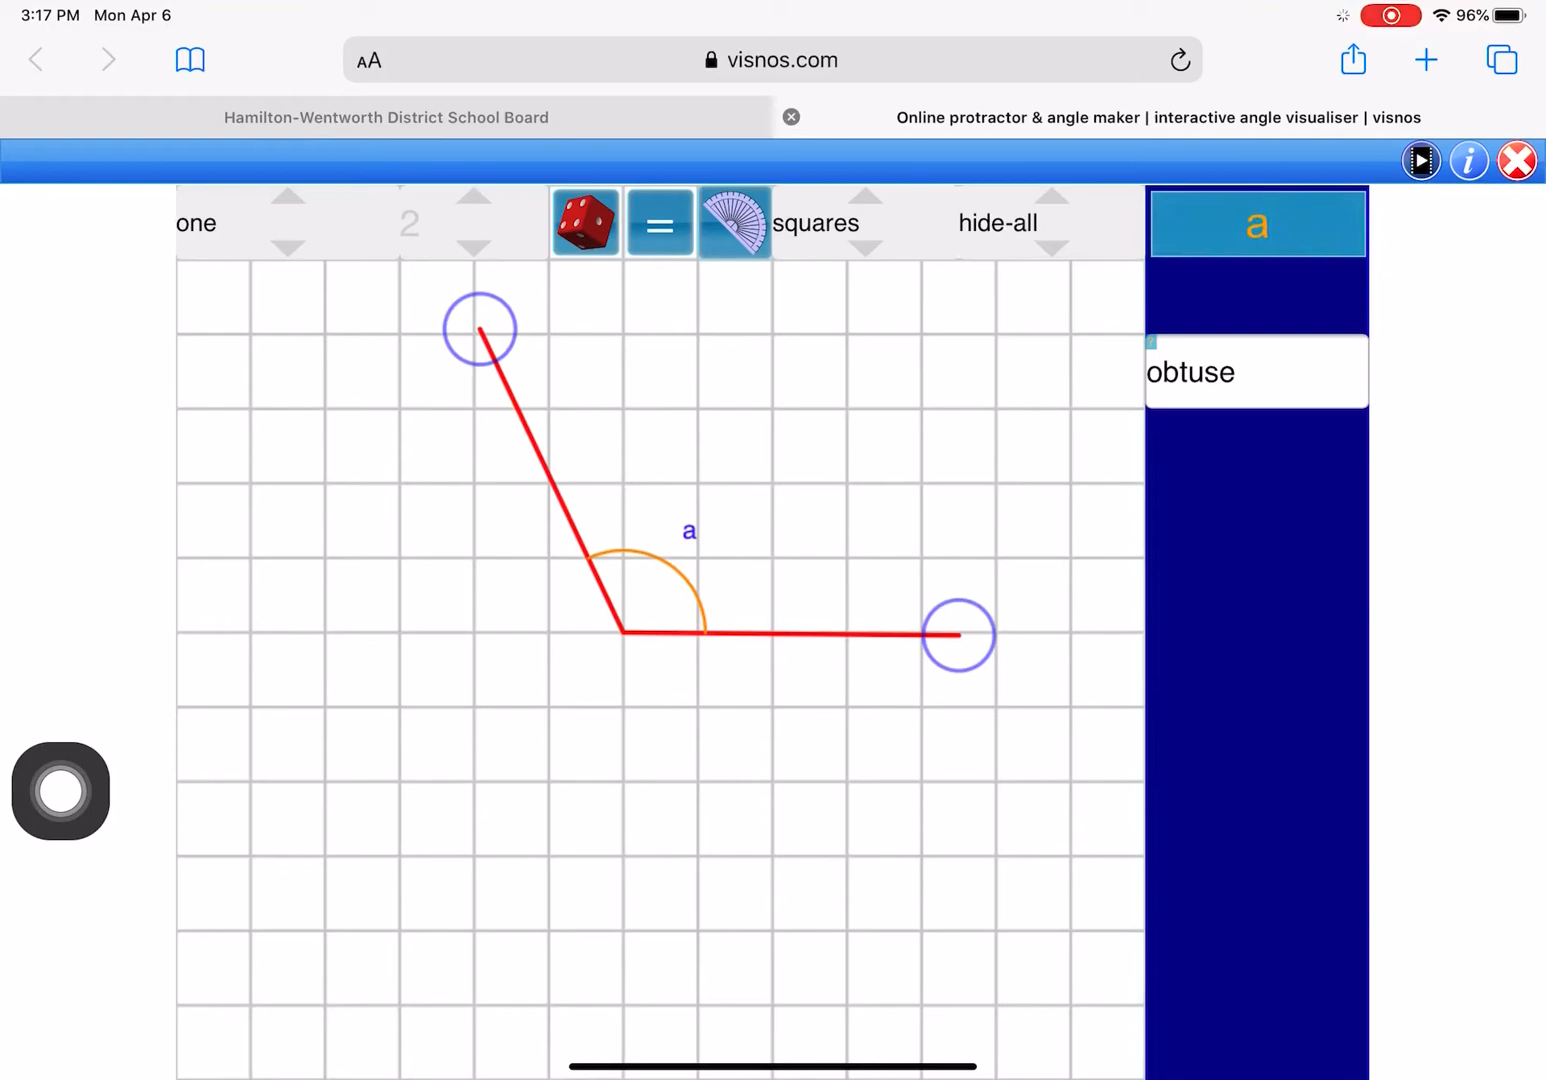 3:17 PM Mon Apr 6
96%
AA
visnos.com
Hamilton-Wentworth District School Board
Online protractor & angle maker | interactive angle visualiser | visnos
i
one
2
=
squares
hide-all
a
?
obtuse
a